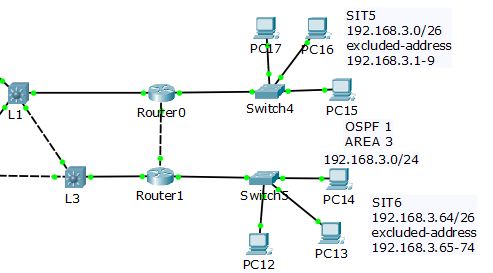 SIT5
192.168.3.0/26
excluded-address
192.168.3.1-9
PC17
PC16
L1
Router0
Switch4
PC15
OSPF 1
AREA 3
192.168.3.0/24
L3
Router1
Switch5
PC14
SIT6
192.168.3.64/26
excluded-address
192.168.3.65-74
PC12
PC13